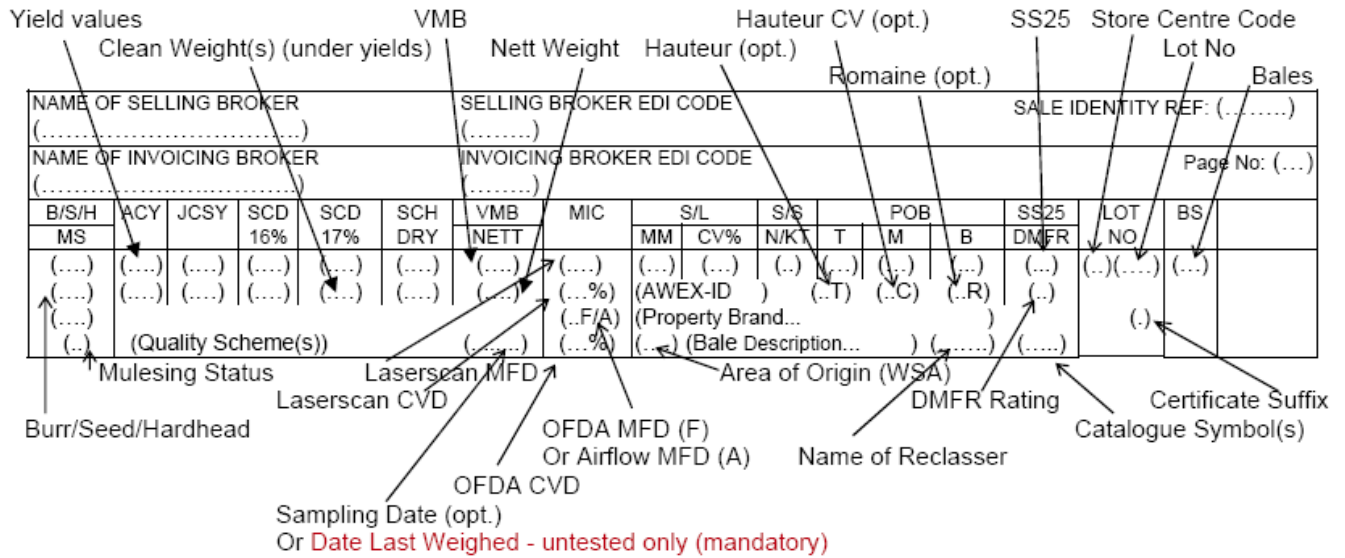 Yield values VMB Hauteur CV (opt.) SS25 Store Centre Code
Clean Weight(s) (under yields) Nett Weight Hauteur (opt.) Lot No
Romaine (opt.) Bales
NAME OF SELLING BROKER SELLING BROKER EDI CODE SALE IDENTITY REF: (........)
(................................) (........)
NAME OF INVOICING BROKER INVOICING BROKER EDI CODE Page No: (...)
(................................) (........)
B/S/H ACY JCSY SCD SCD SCH VMB MIC S/L S/S POB SS25 LOT BS
MS 16% 17% DRY NETT MM CV% N/KT T M B DMFR NO
(....) (....) (....) (....) (....) (....) (....) (....) (...) (...) (..) (...) (...) (...) (...) (..)(....) (...)
(....) (....) (....) (....) (....) (....) (....) (...%) (AWEX-ID ) (..T) (..C) (..R) (..)
(....) (..F/A) (Property Brand... ) (.)
(..) (Quality Scheme(s)) (.......) (...%) (....) (Bale Description... ) (........) (.....)
Mulesing Status Laserscan MFD Area of Origin (WSA)
Laserscan CVD DMFR Rating Certificate Suffix
Burr/Seed/Hardhead OFDA MFD (F) Catalogue Symbol(s)
Or Airflow MFD (A) Name of Reclasser
OFDA CVD
Sampling Date (opt.)
Or Date Last Weighed - untested only (mandatory)